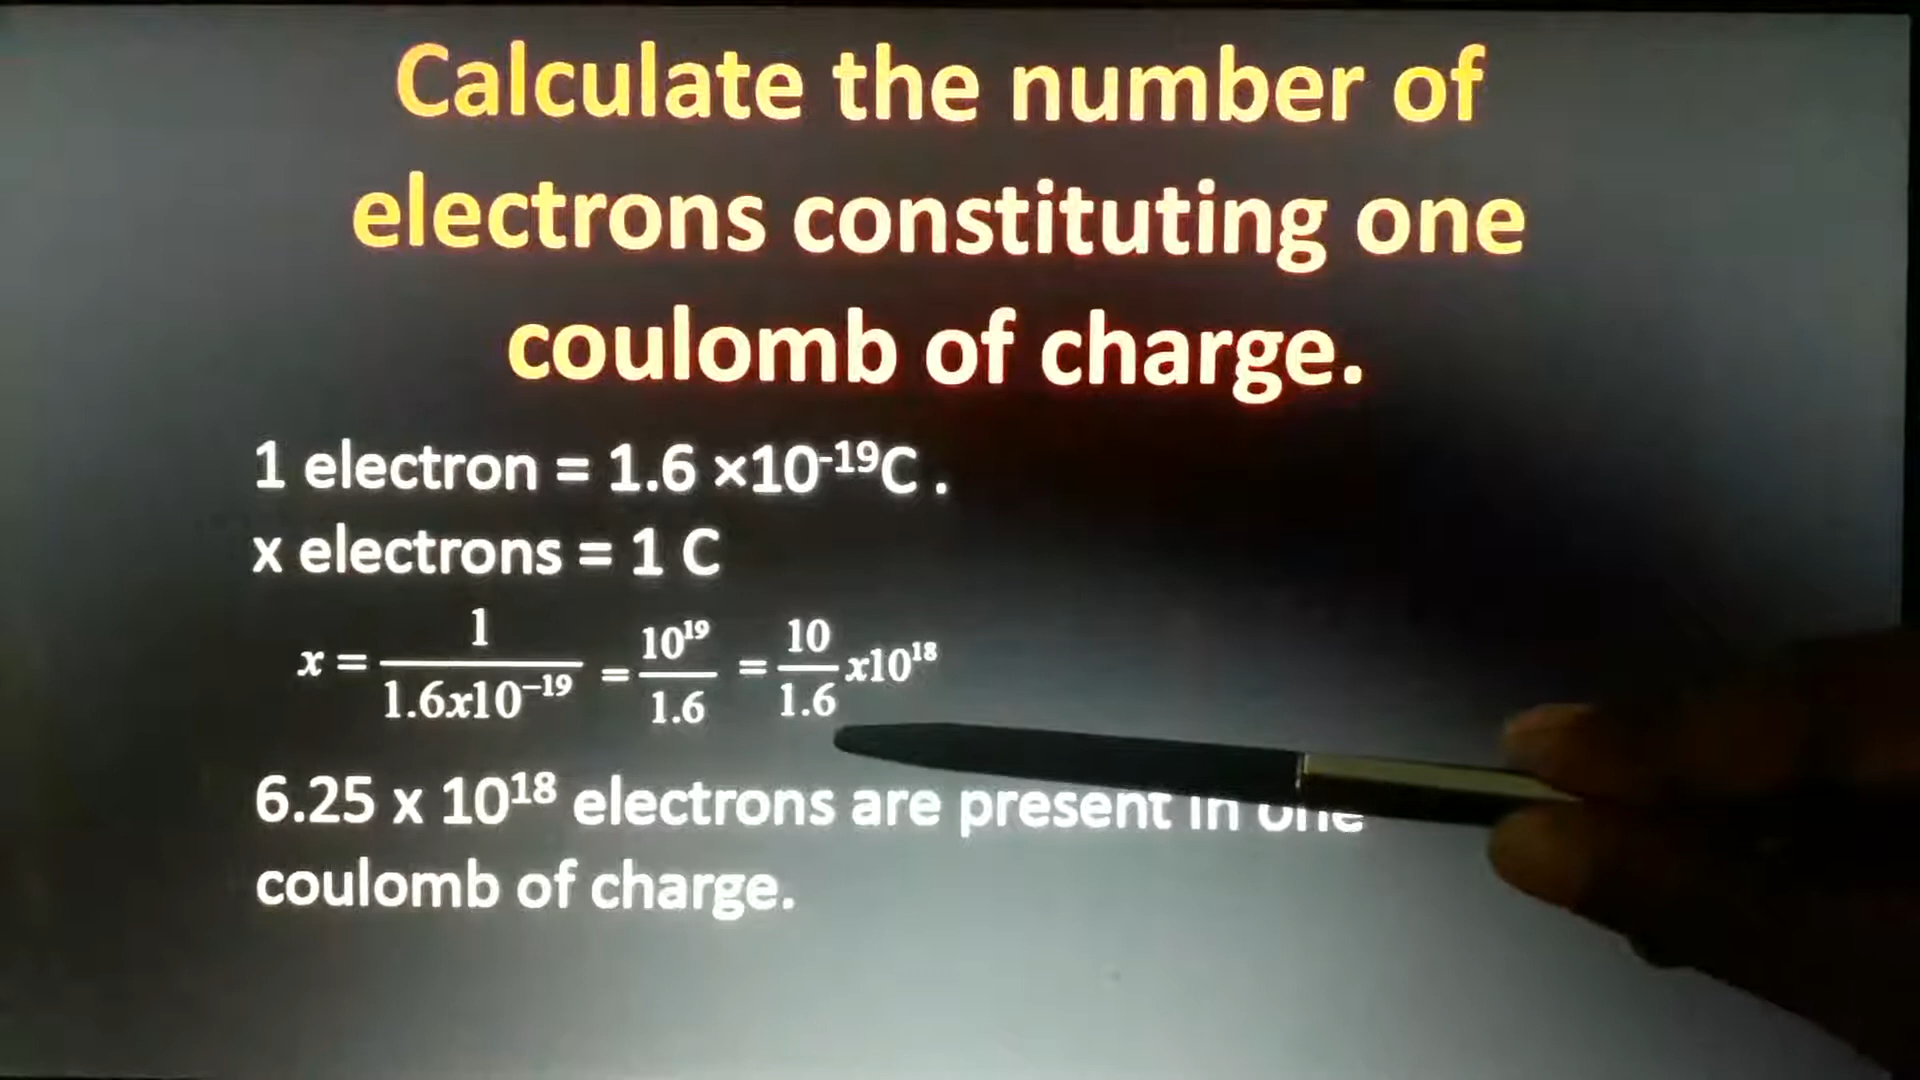 Calculate the number of
electrons constituting one
coulomb of charge.
1 electron = 1.6 ×10⁻¹⁹C .
x electrons = 1 C
x = 1/1.6x10⁻¹⁹ = 10¹⁹/1.6 = 10/1.6 x10¹⁸
6.25 x 10¹⁸ electrons are present in one
coulomb of charge.